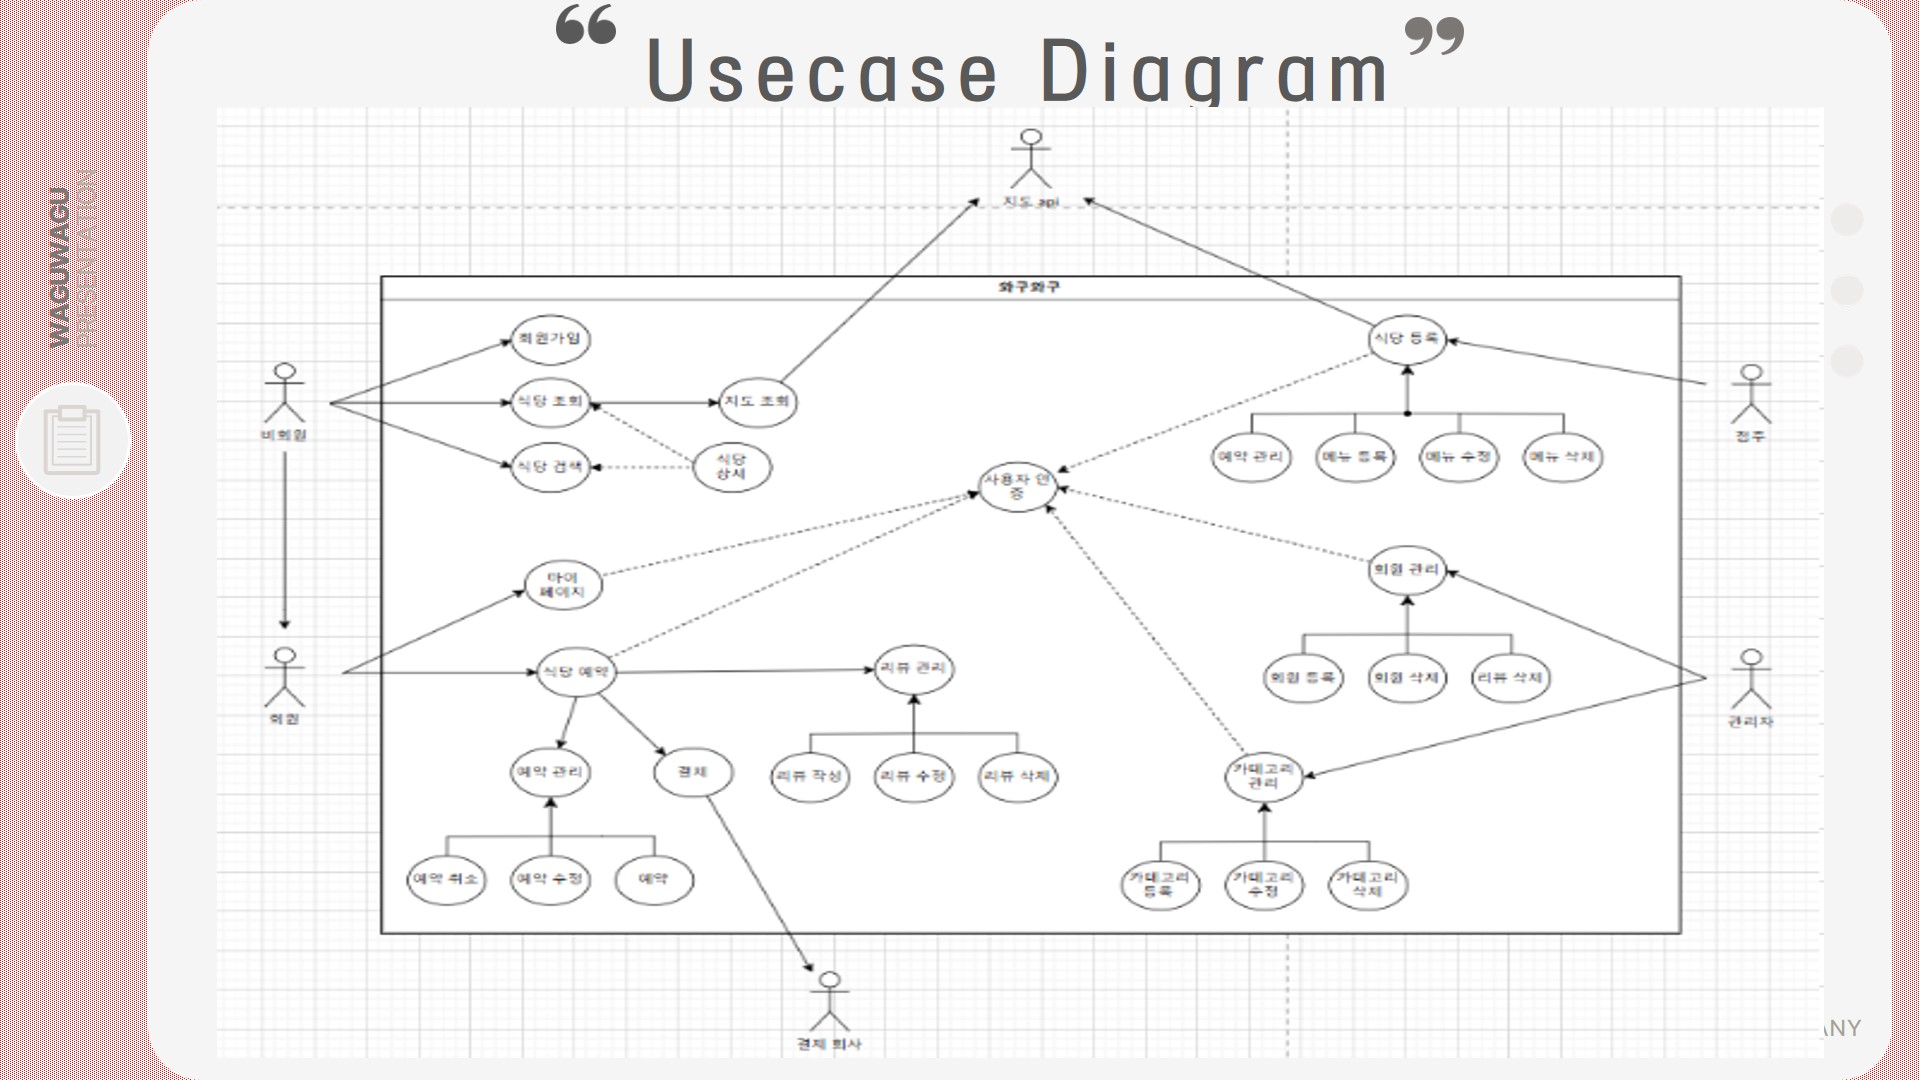 “ Usecase Diagram ”
WAGUWAGU
PRESENTATION
지도 api
와구와구
회원가입
식당 등록
식당 조회
지도 조회
비회원
점주
식당 검색
식당
상세
예약 관리
메뉴 등록
메뉴 수정
메뉴 삭제
사용자 인
증
마이
페이지
회원 관리
식당 예약
리뷰 관리
회원 등록
회원 삭제
리뷰 삭제
회원
관리자
예약 관리
결제
리뷰 작성
리뷰 수정
리뷰 삭제
카테고리
관리
예약 취소
예약 수정
예약
카테고리
등록
카테고리
수정
카테고리
삭제
결제 회사